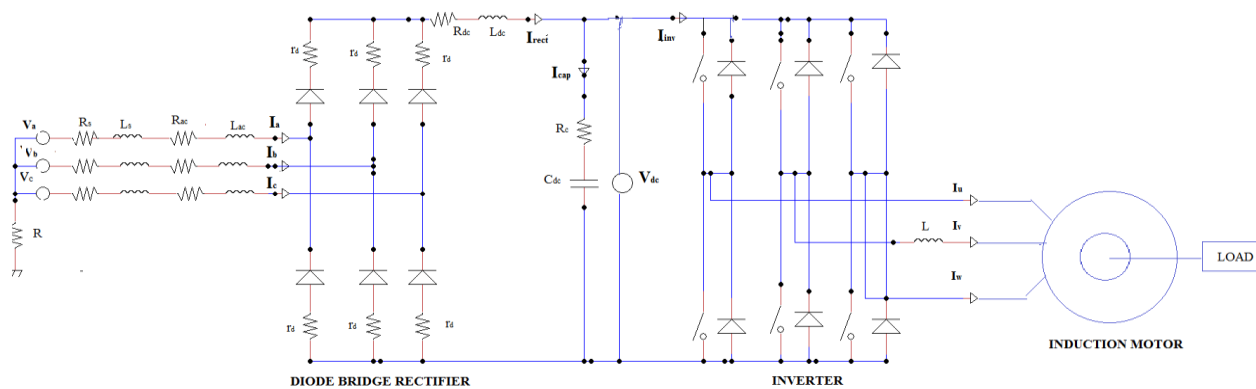 Rdc
Ldc
Irect
Iinv
rd
rd
rd
Icap
Va
Rs
Ls
Rac
Lac
Ia
Rc
'Vb
Ib
Vc
Ic
Cdc
Vdc
Iu
R
L
Iv
LOAD
Iw
rd
rd
rd
INDUCTION MOTOR
DIODE BRIDGE RECTIFIER
INVERTER